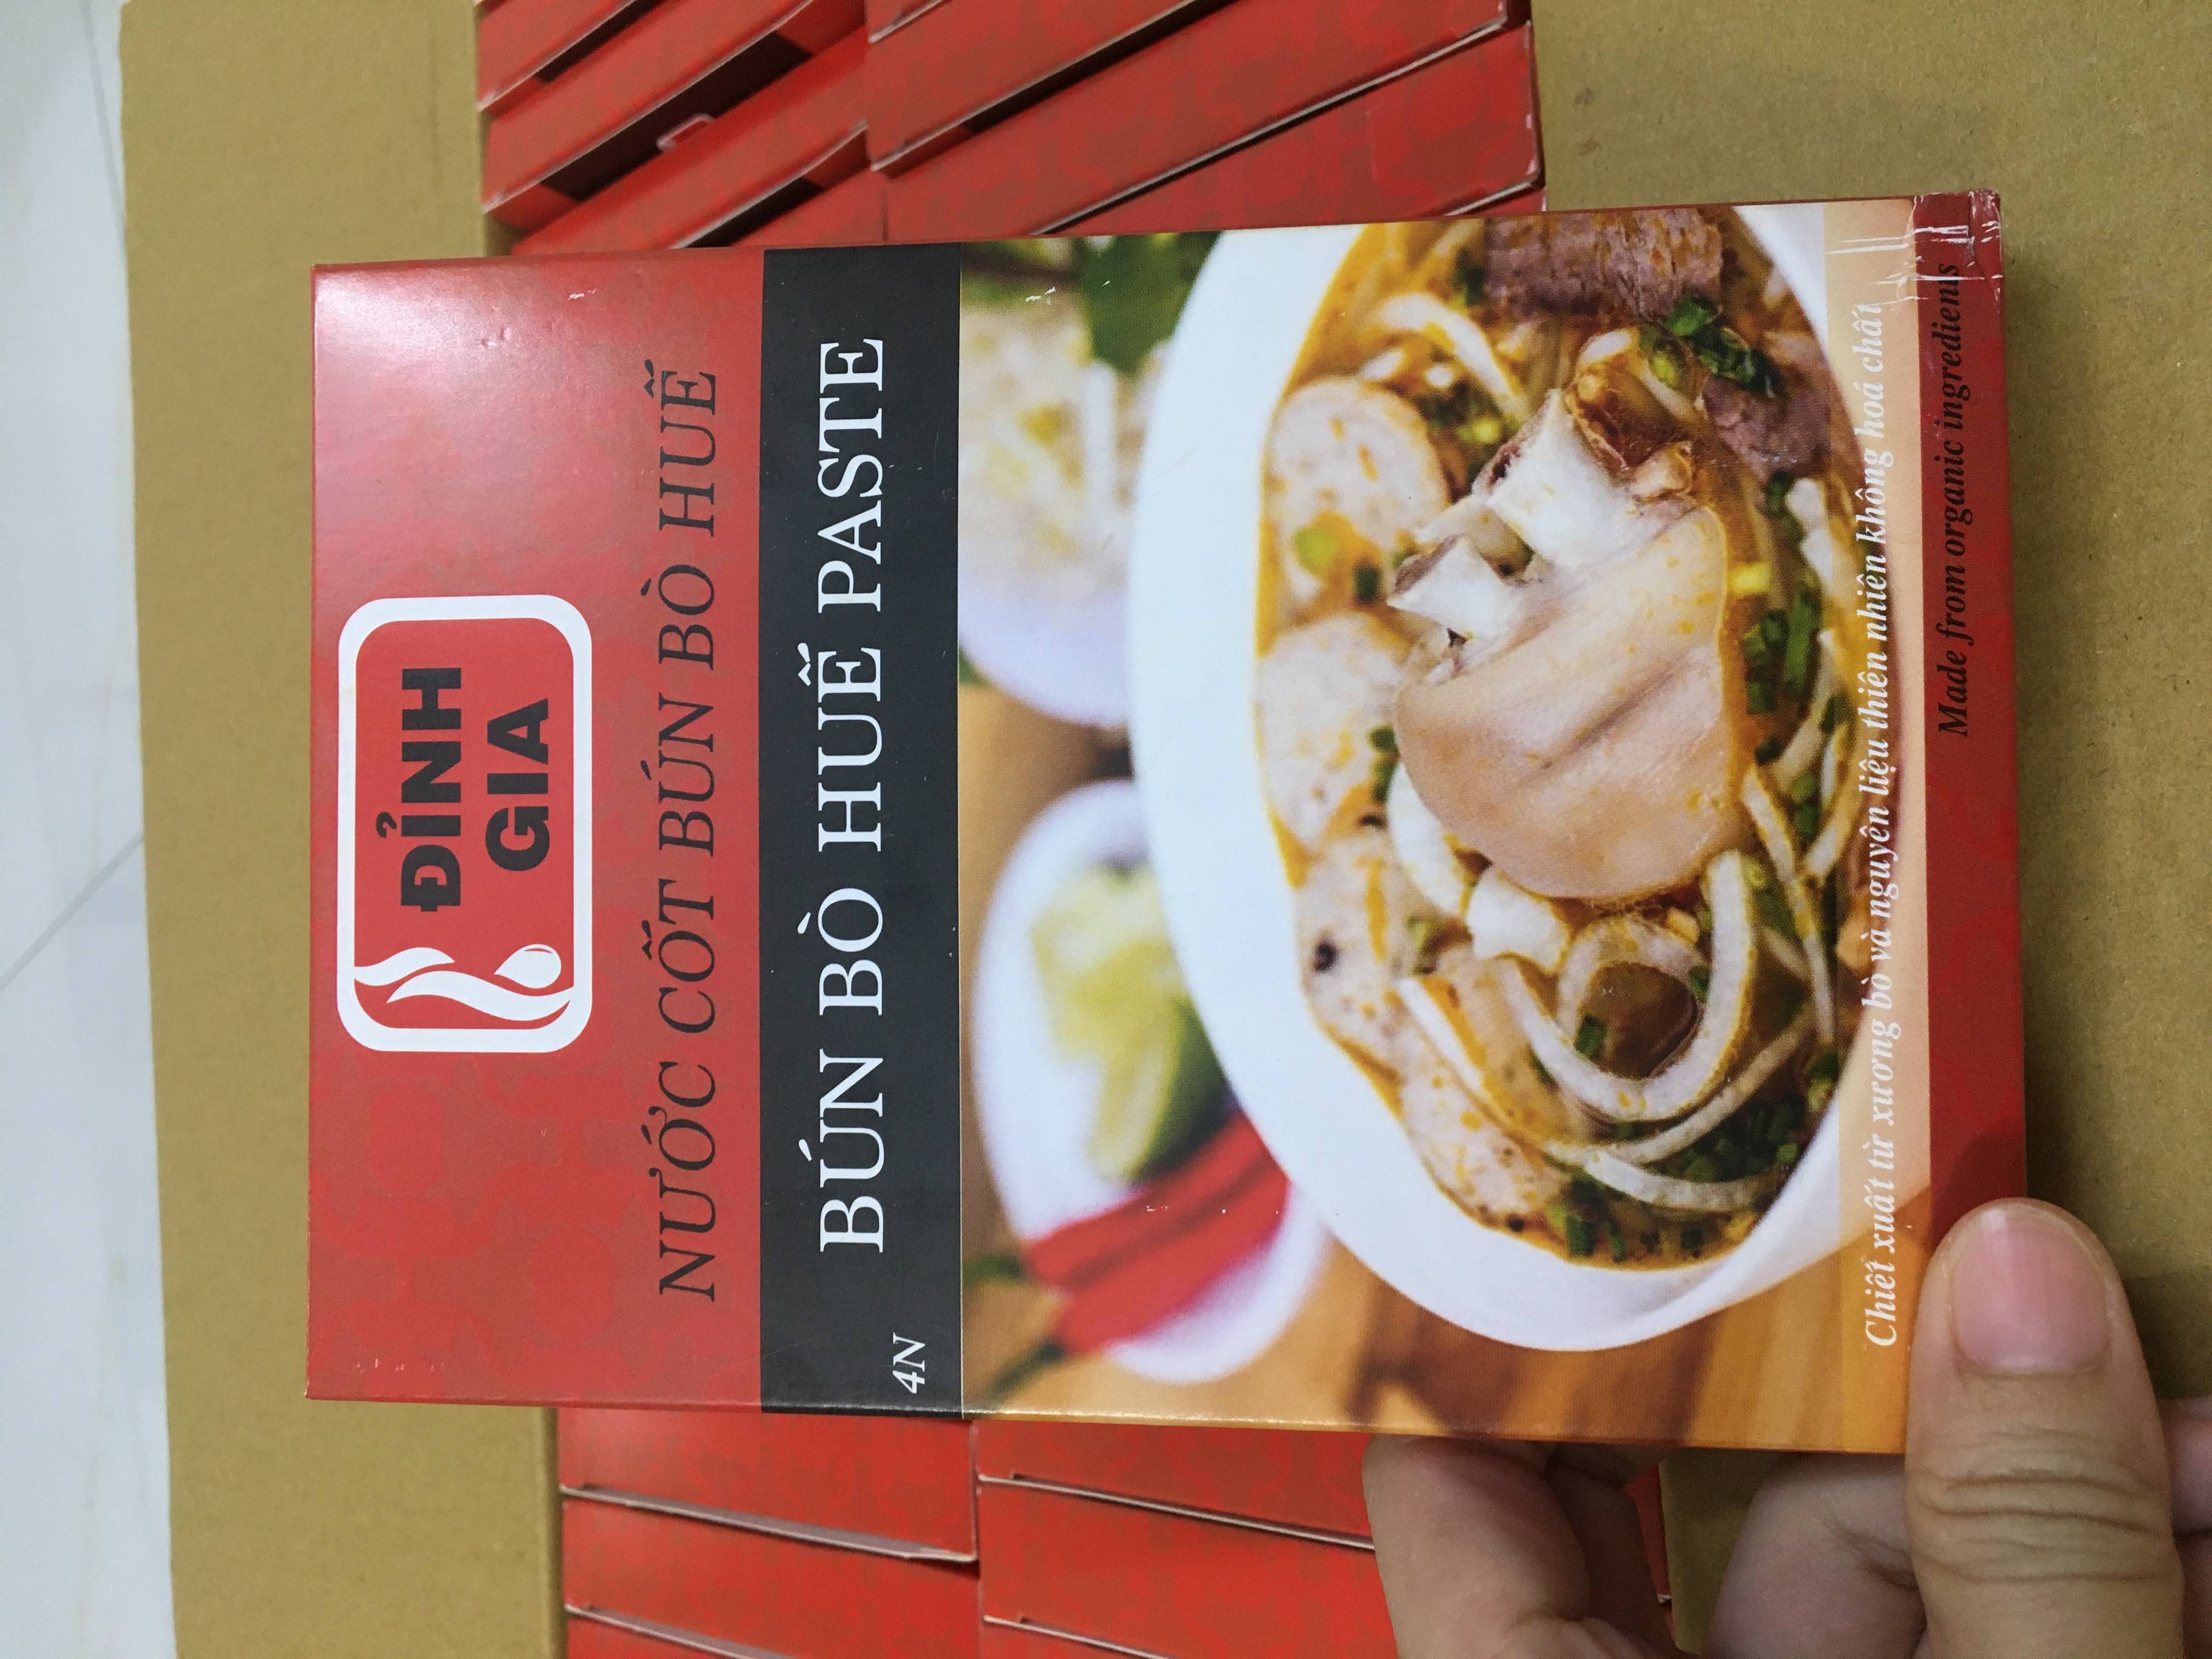 ĐỈNH
GIA
NƯỚC CỐT BÚN BÒ HUẾ
BÚN BÒ HUẾ PASTE
4N
Chiết xuất từ xương bò và nguyên liệu thiên nhiên không hoá chất
Made from organic ingrediens